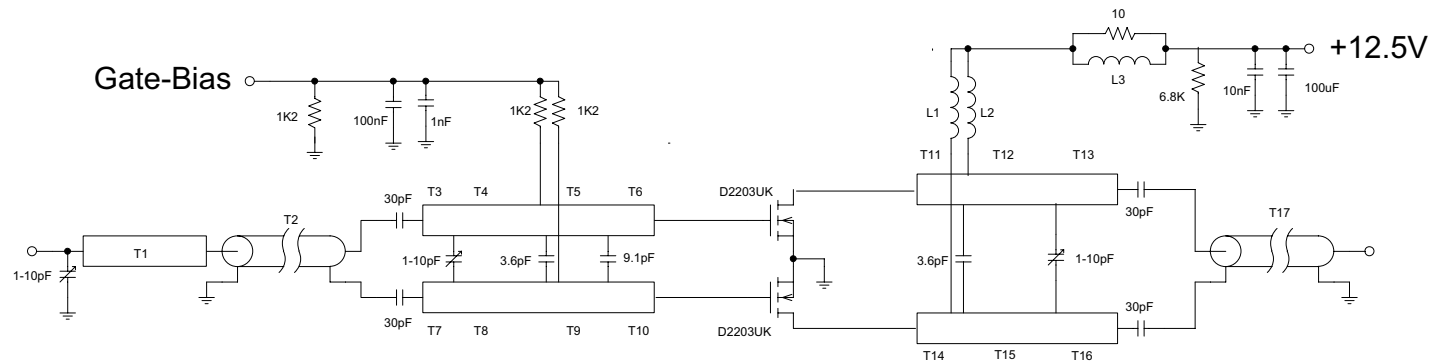 10
+12.5V
Gate-Bias
L3
6.8K
10nF
100uF
1K2
100nF
1nF
1K2
1K2
L1
L2
T11
T12
T13
D2203UK
30pF
T3
T4
T5
T6
30pF
T2
T17
T1
1-10pF
1-10pF
3.6pF
9.1pF
3.6pF
1-10pF
30pF
30pF
D2203UK
T7
T8
T9
T10
T14
T15
T16